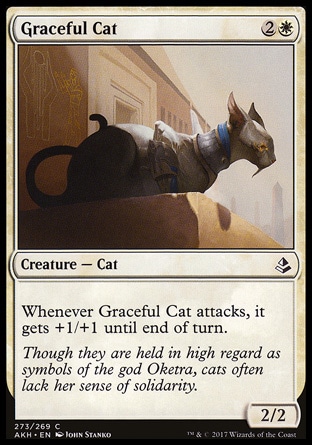 Graceful Cat 2
Creature — Cat
Whenever Graceful Cat attacks, it
gets +1/+1 until end of turn.
Though they are held in high regard as
symbols of the god Oketra, cats often
lack her sense of solidarity.
2/2
273/269 C
AKH • EN John Stanko
™ & © 2017 Wizards of the Coast